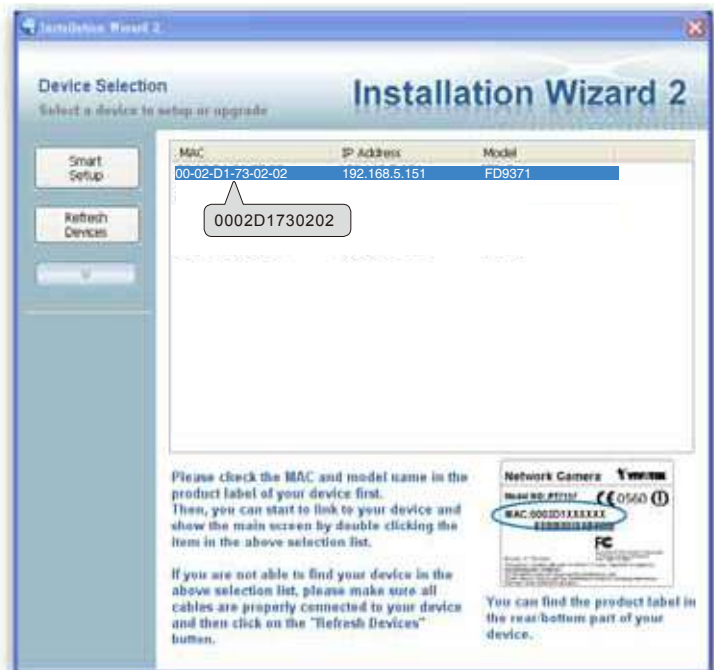 Installation Wizard 2
Device Selection
Select a device to setup or upgrade
Installation Wizard 2
Smart
Setup
Refresh
Devices
MAC IP Address Model
00-02-D1-73-02-02 192.168.5.151 FD9371
0002D1730202
Please check the MAC and model name in the
product label of your device first.
Then, you can start to link to your device and
show the main screen by double clicking the
item in the above selection list.
If you are not able to find your device in the
above selection list, please make sure all
cables are properly connected to your device
and then click on the "Refresh Devices"
button.
Network Camera VIVOTEK
Model NO:
CE0560
MAC:0002D1XXXXXX
FC
You can find the product label in
the rear/bottom part of your
device.